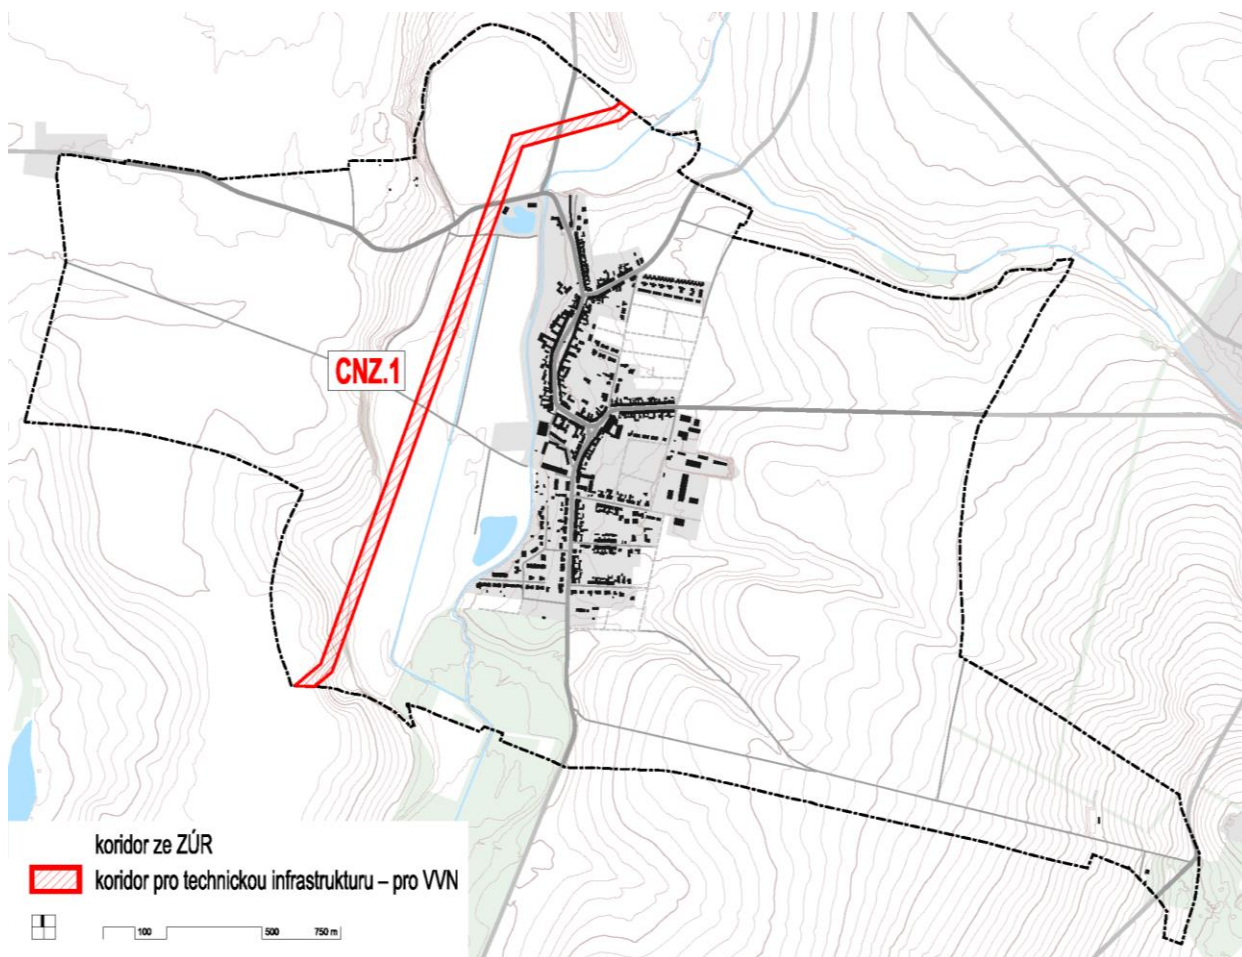 CNZ.1
koridor ze ZÚR
koridor pro technickou infrastrukturu – pro VVN
100 500 750 m